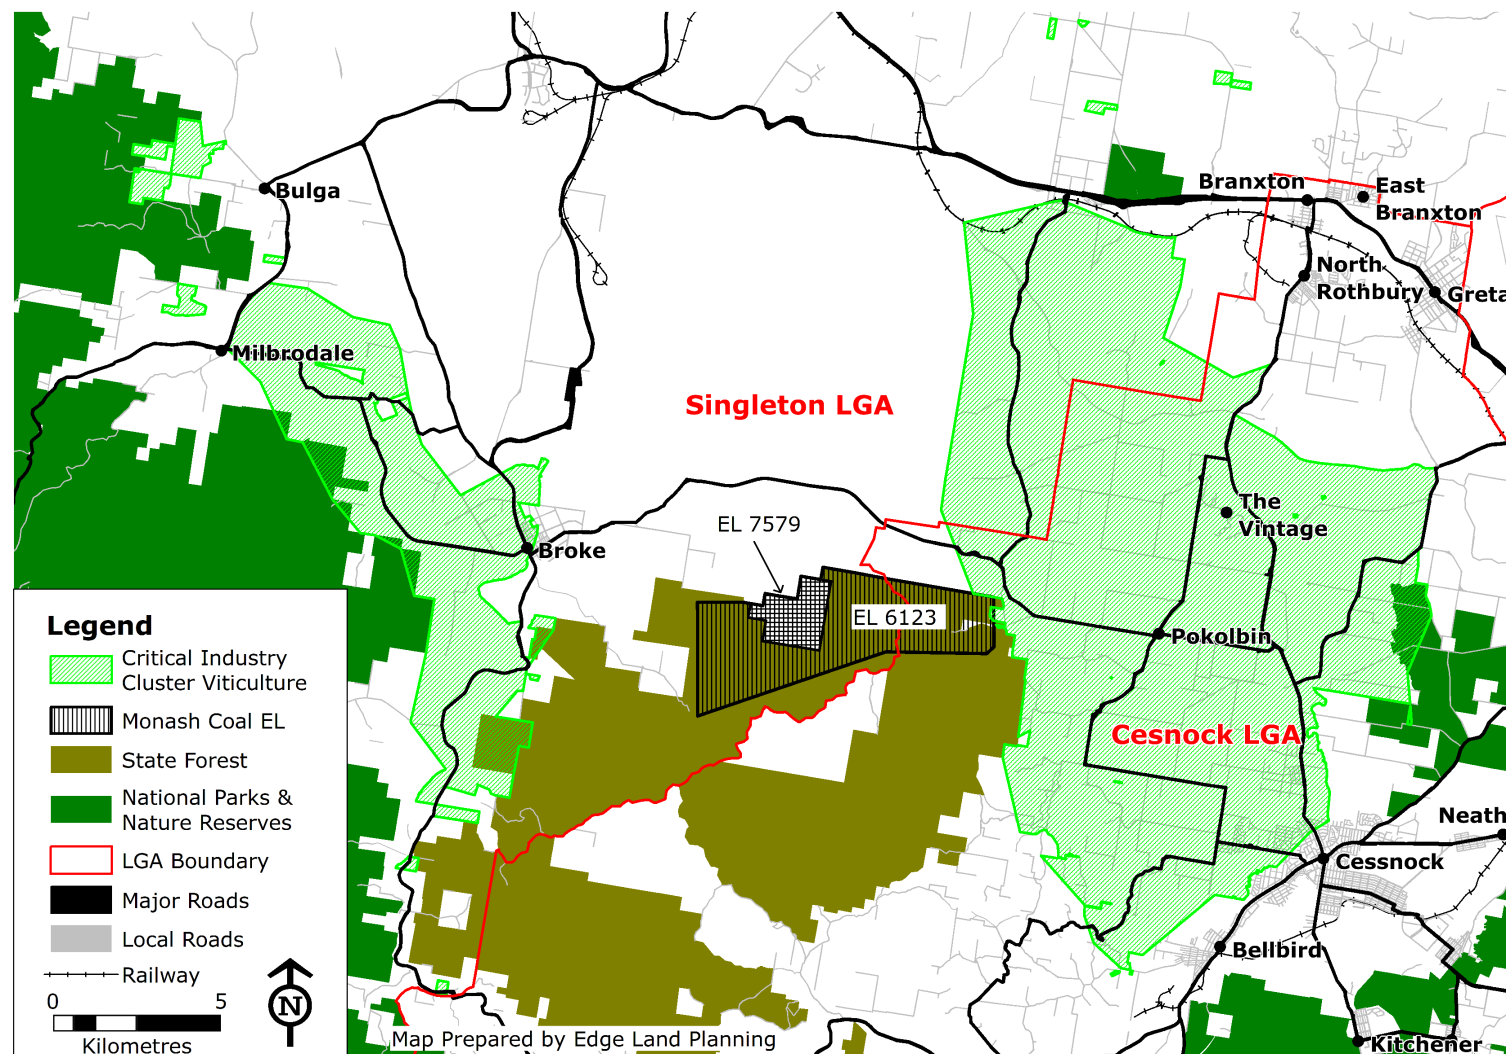 Branxton
East
Branxton
Bulga
North
Rothbury
Greta
Milbrodale
Singleton LGA
The
Vintage
EL 7579
Broke
EL 6123
Pokolbin
Cesnock LGA
Neath
Cessnock
Bellbird
Kitchener
Legend
Critical Industry
Cluster Viticulture
Monash Coal EL
State Forest
National Parks &
Nature Reserves
LGA Boundary
Major Roads
Local Roads
Railway
0 5
Kilometres
N
Map Prepared by Edge Land Planning